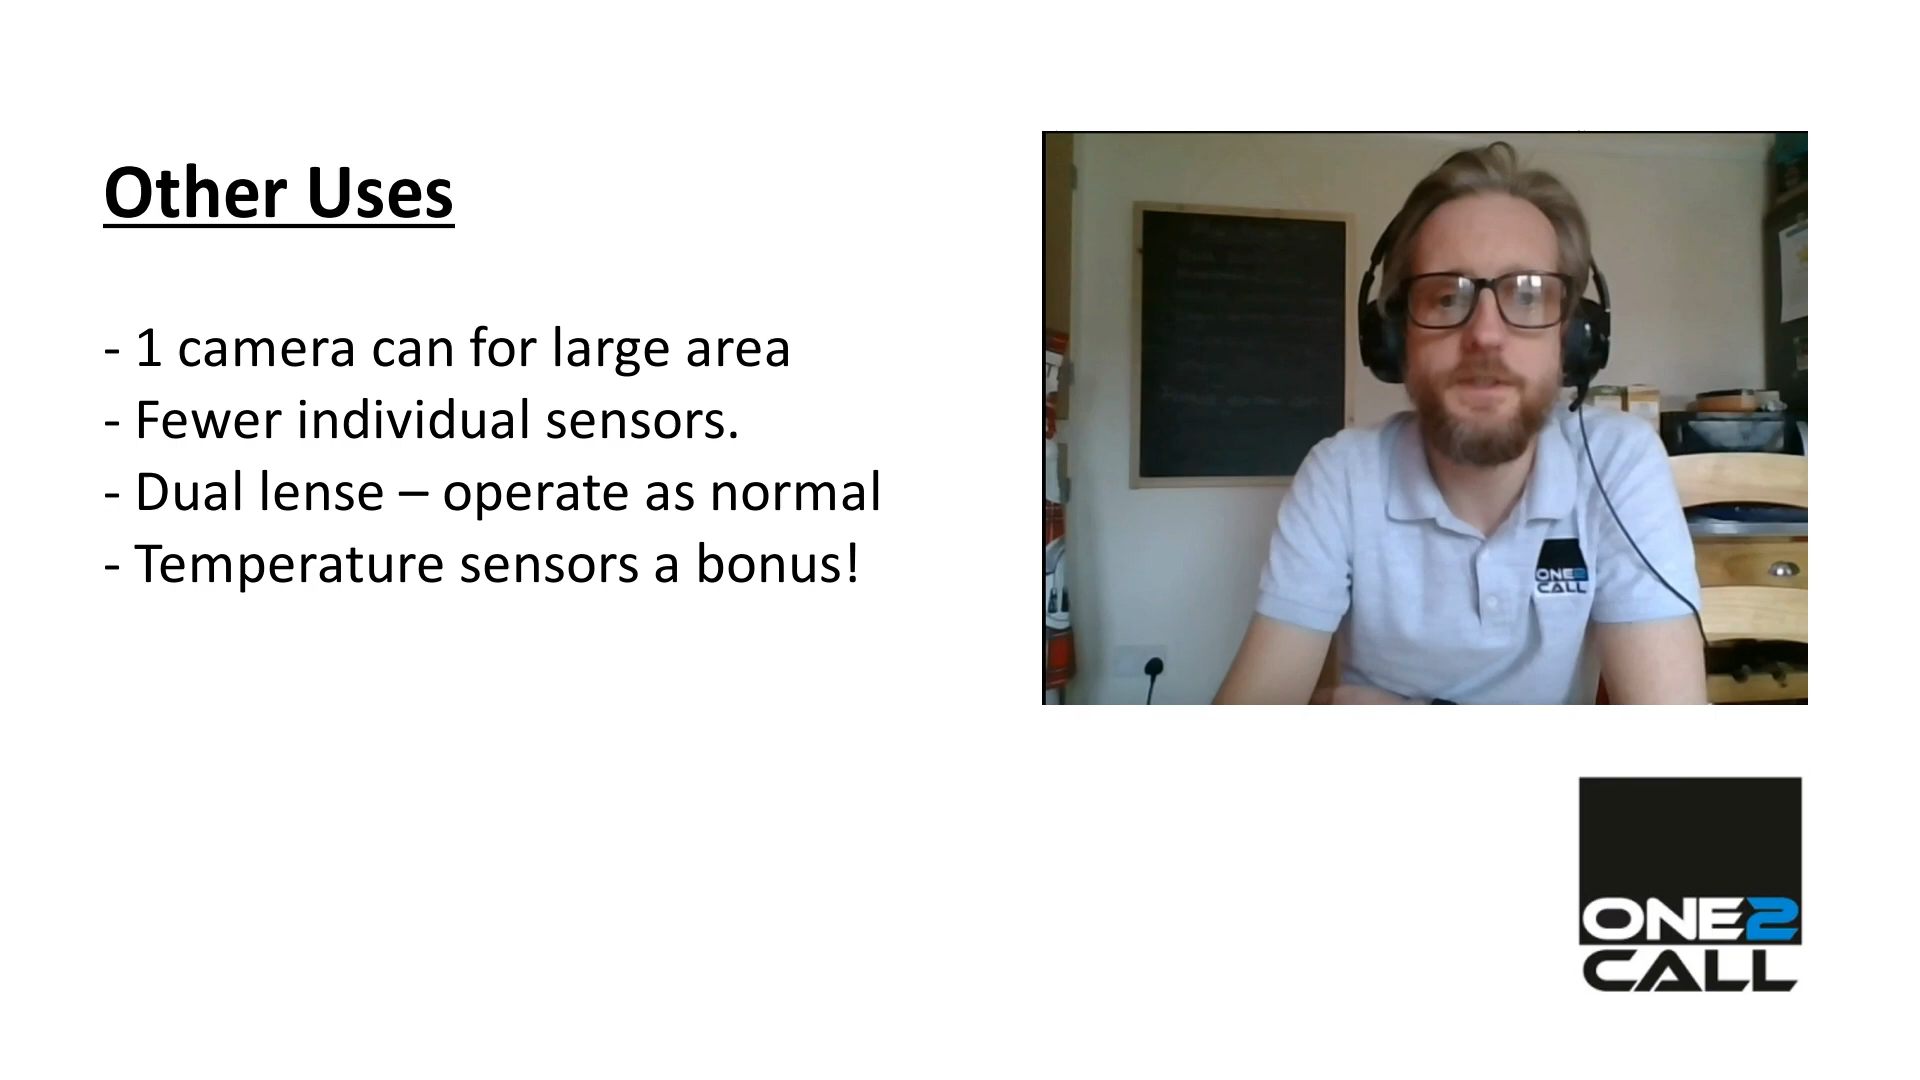 Other Uses
- 1 camera can for large area
- Fewer individual sensors.
- Dual lense – operate as normal
- Temperature sensors a bonus!
ONE2
CALL
ONE2
CALL